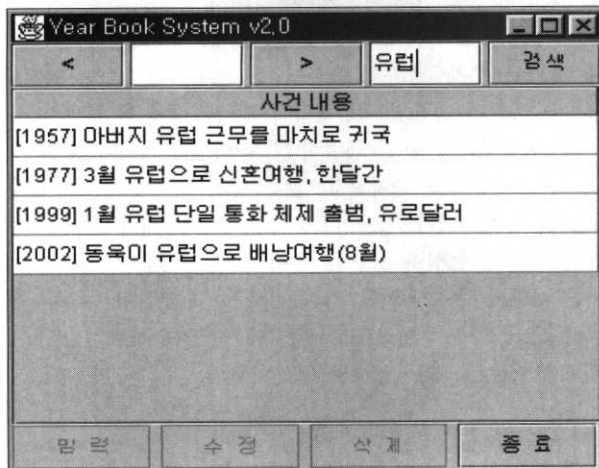 Year Book System v2,0
< > 유럽 검색
사건 내용
[1957] 아버지 유럽 근무를 마치로 귀국
[1977] 3월 유럽으로 신혼여행, 한달간
[1999] 1월 유럽 단일 통화 체제 출범, 유로달러
[2002] 동욱이 유럽으로 배낭여행(8월)
입 력 수 정 삭 제 종 료